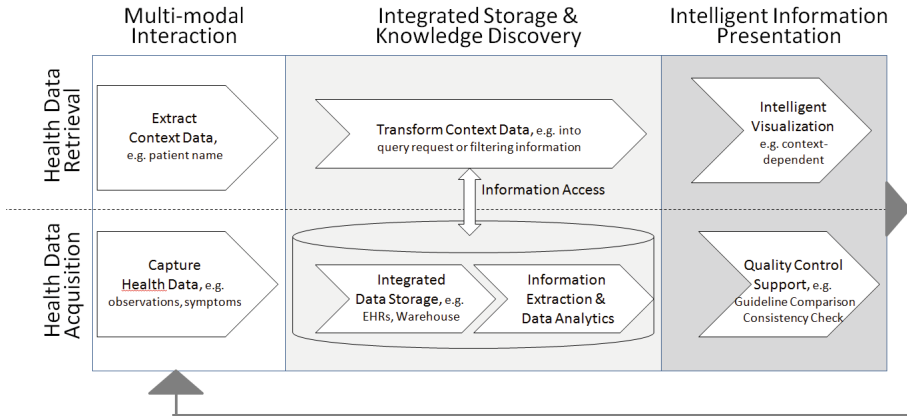 Multi-modal
Interaction
Integrated Storage &
Knowledge Discovery
Intelligent Information
Presentation
Health Data
Retrieval
Extract
Context Data,
e.g. patient name
Transform Context Data, e.g. into
query request or filtering information
Intelligent
Visualization
e.g. context-
dependent
Information Access
Health Data
Acquisition
Capture
Health Data, e.g.
observations, symptoms
Integrated
Data Storage, e.g.
EHRs, Warehouse
Information
Extraction &
Data Analytics
Quality Control
Support, e.g.
Guideline Comparison
Consistency Check